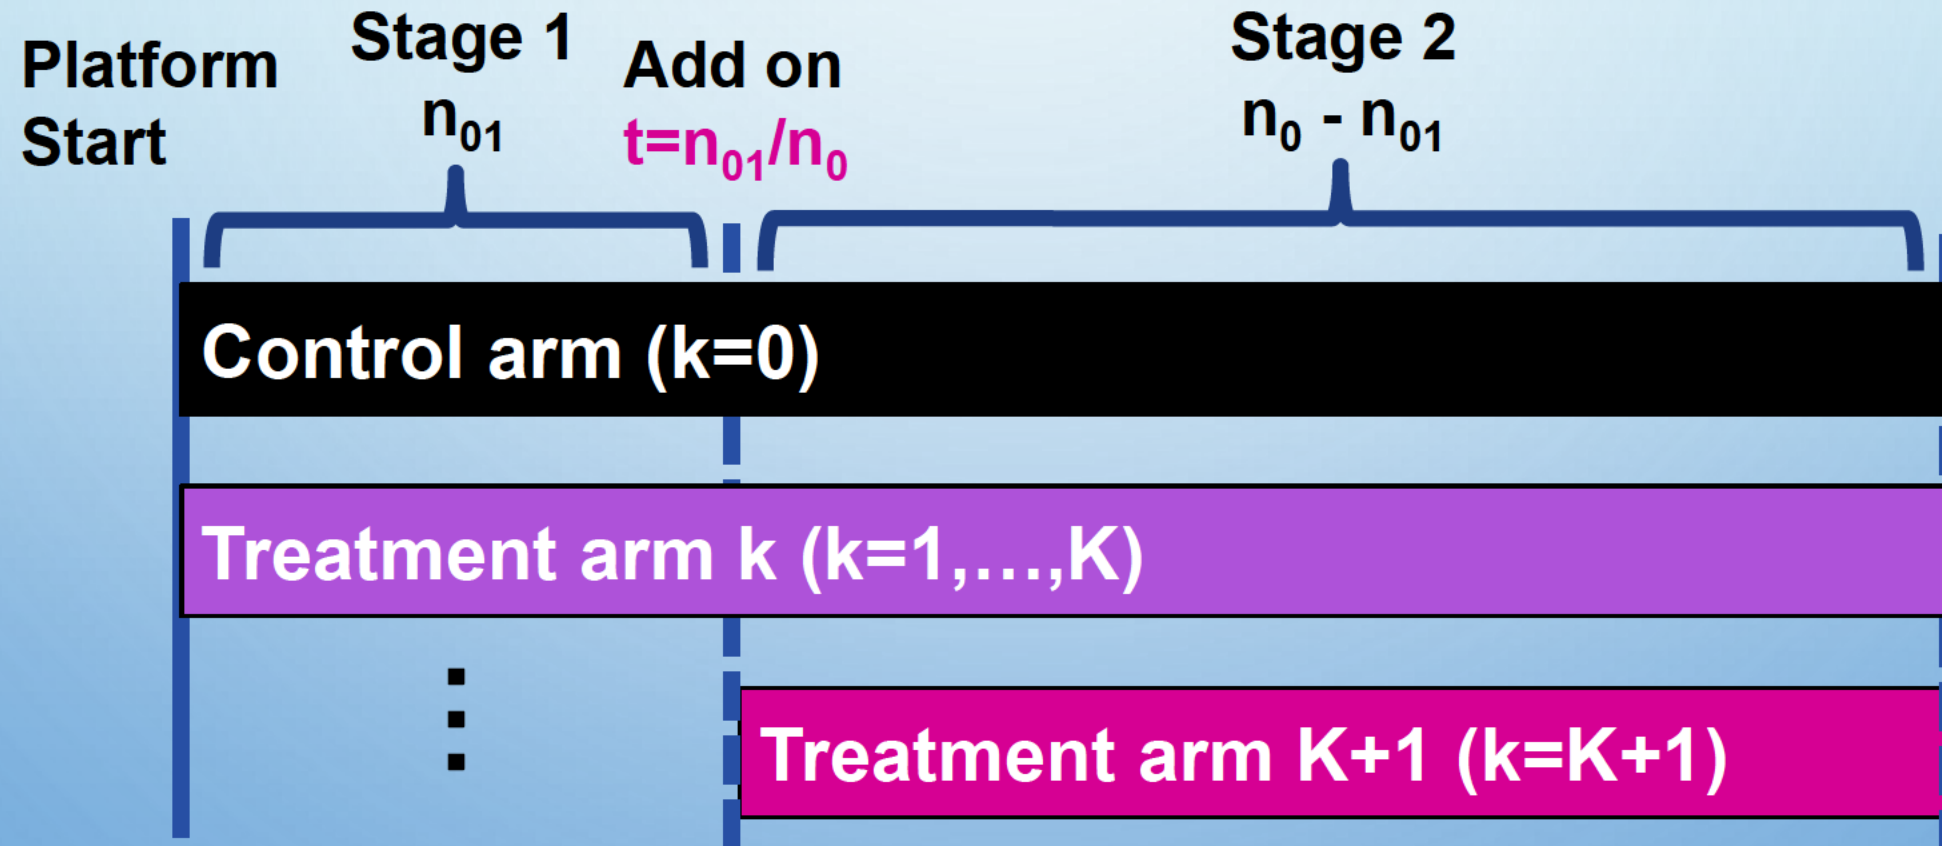 Platform
Start
Stage 1
n₀₁
Add on
t=n₀₁/n₀
Stage 2
n₀ - n₀₁
Control arm (k=0)
Treatment arm k (k=1,…,K)
Treatment arm K+1 (k=K+1)